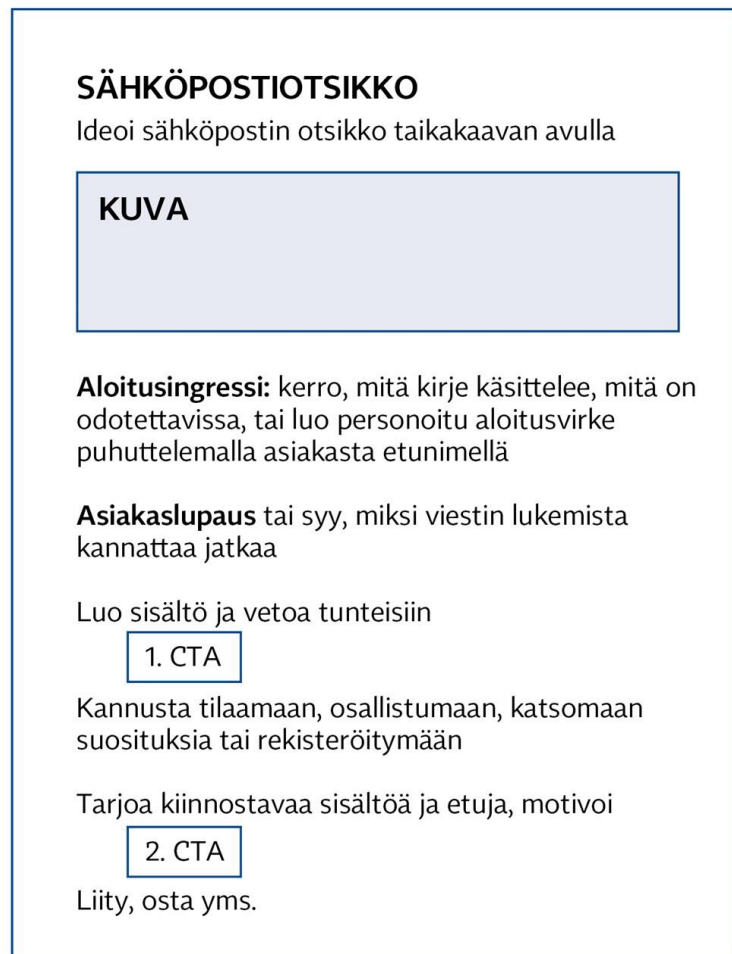 SÄHKÖPOSTIOTSIKKO
Ideoi sähköpostin otsikko taikakaavan avulla
KUVA
Aloitusingressi: kerro, mitä kirje käsittelee, mitä on
odotettavissa, tai luo personoitu aloitusvirke
puhuttelemalla asiakasta etunimellä
Asiakaslupaus tai syy, miksi viestin lukemista
kannattaa jatkaa
Luo sisältö ja vetoa tunteisiin
1. CTA
Kannusta tilaamaan, osallistumaan, katsomaan
suosituksia tai rekisteröitymään
Tarjoa kiinnostavaa sisältöä ja etuja, motivoi
2. CTA
Liity, osta yms.